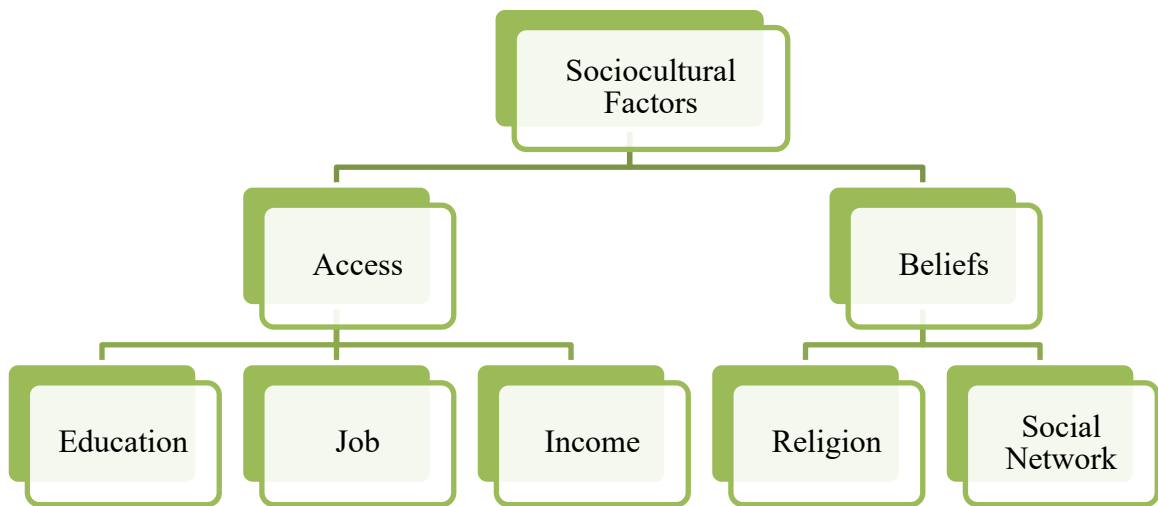 Sociocultural
Factors
Access
Beliefs
Education
Job
Income
Religion
Social
Network